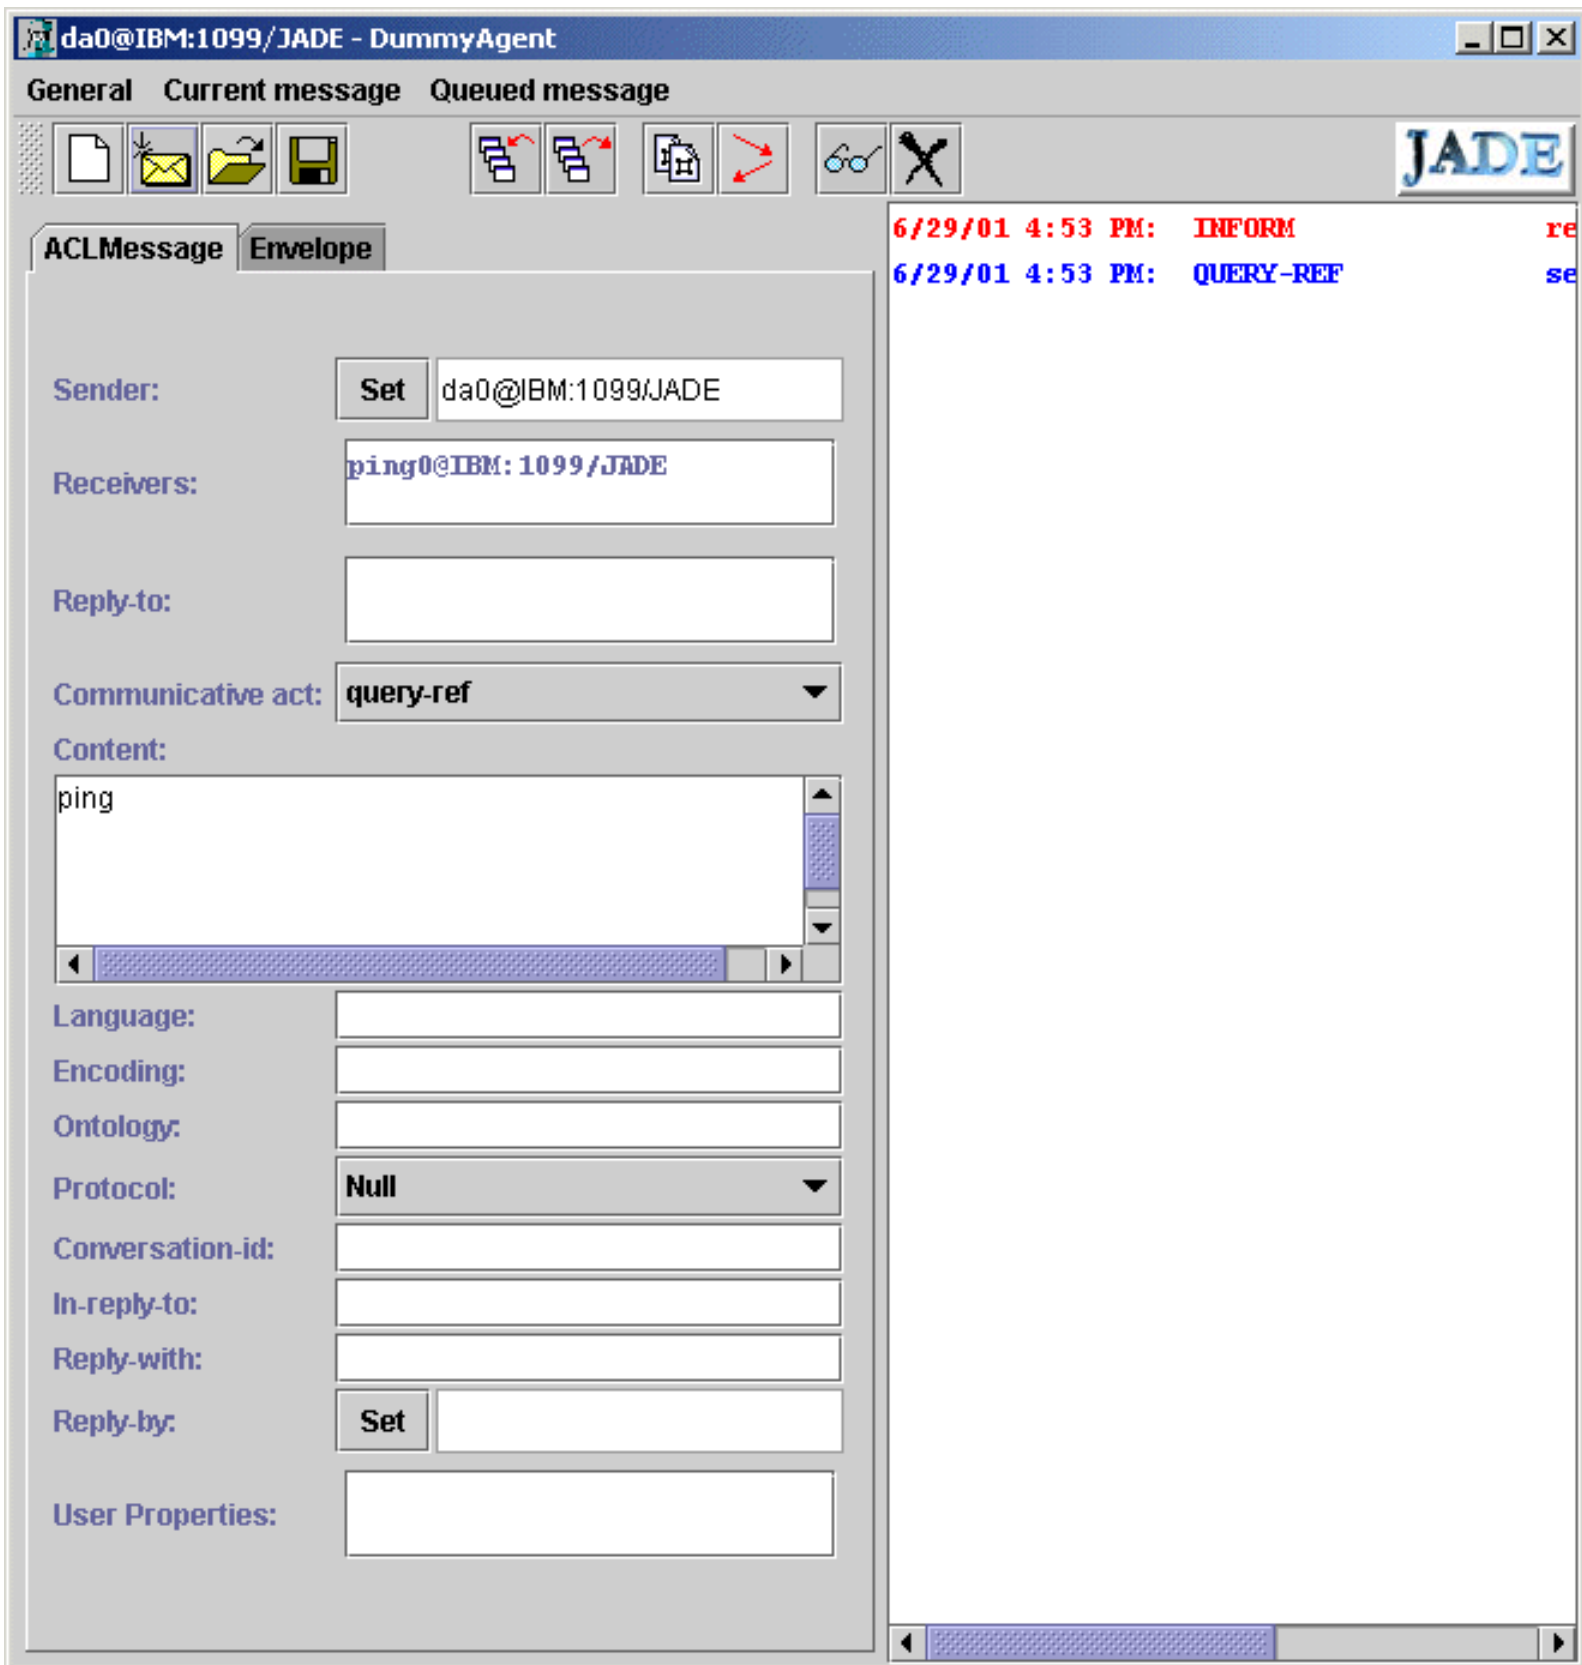 da0@IBM:1099/JADE - DummyAgent
General Current message Queued message
JADE
ACLMessage Envelope
6/29/01 4:53 PM: INFORM re
6/29/01 4:53 PM: QUERY-REF se
Sender: Set da0@IBM:1099/JADE
Receivers: ping0@IBM:1099/JADE
Reply-to:
Communicative act: query-ref
Content:
ping
Language:
Encoding:
Ontology:
Protocol: Null
Conversation-id:
In-reply-to:
Reply-with:
Reply-by: Set
User Properties: